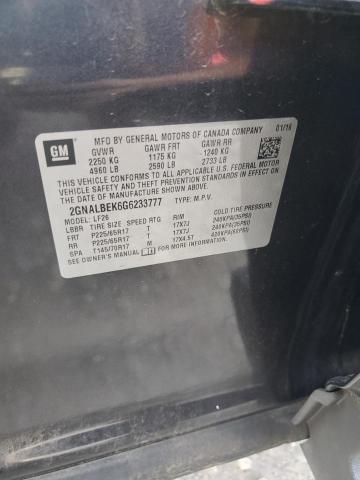 GM
MFD BY GENERAL MOTORS OF CANADA COMPANY 01/16
GVWR GAWR FRT GAWR RR
2250 KG 1175 KG 1240 KG
4960 LB 2590 LB 2733 LB
THIS VEHICLE CONFORMS TO ALL APPLICABLE U.S. FEDERAL MOTOR
VEHICLE SAFETY AND THEFT PREVENTION STANDARDS IN EFFECT
ON THE DATE OF MANUFACTURE SHOWN ABOVE.
2GNALBEK6G6233777 TYPE: M.P.V.
MODEL: LF26
LBBR TIRE SIZE SPEED RTG RIM COLD TIRE PRESSURE
FRT P225/65R17 T 17X7J 240KPA(35PSI)
RR P225/65R17 T 17X7J 240KPA(35PSI)
SPA T145/70R17 17X4.5T 420KPA(60PSI)
SEE OWNER'S MANUAL FOR MORE INFORMATION.